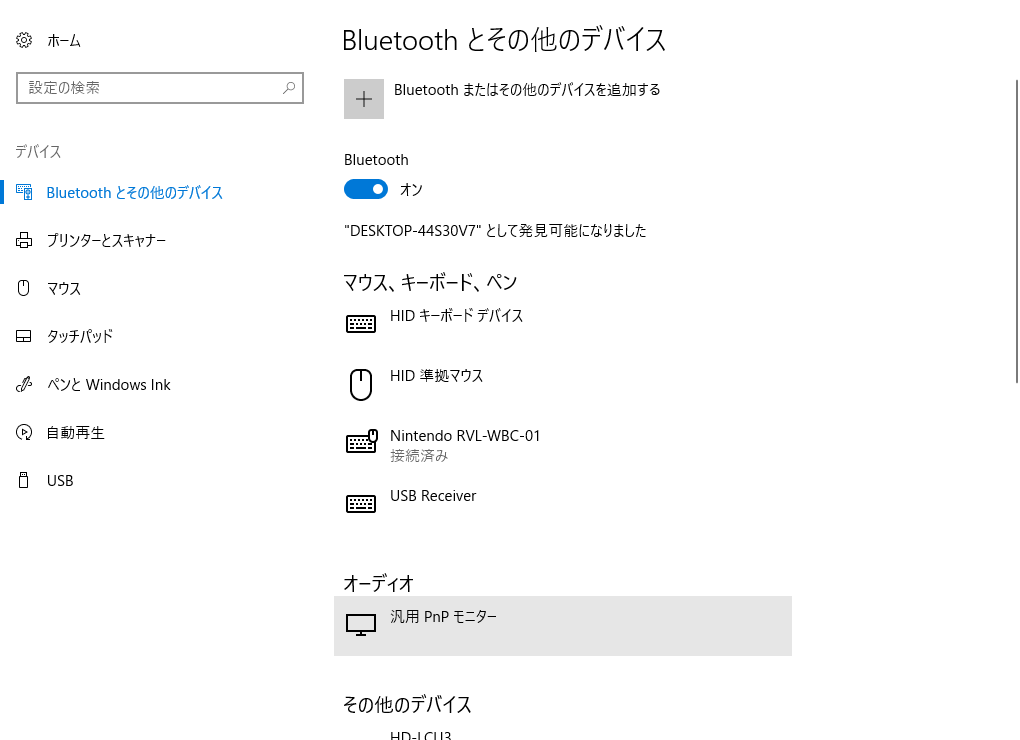 ホーム
設定の検索
デバイス
Bluetooth とその他のデバイス
プリンターとスキャナー
マウス
タッチパッド
ペンと Windows Ink
自動再生
USB
Bluetooth とその他のデバイス
Bluetooth またはその他のデバイスを追加する
Bluetooth
オン
"DESKTOP-44S30V7" として発見可能になりました
マウス、キーボード、ペン
HID キーボード デバイス
HID 準拠マウス
Nintendo RVL-WBC-01
接続済み
USB Receiver
オーディオ
汎用 PnP モニター
その他のデバイス
HD-LCU3